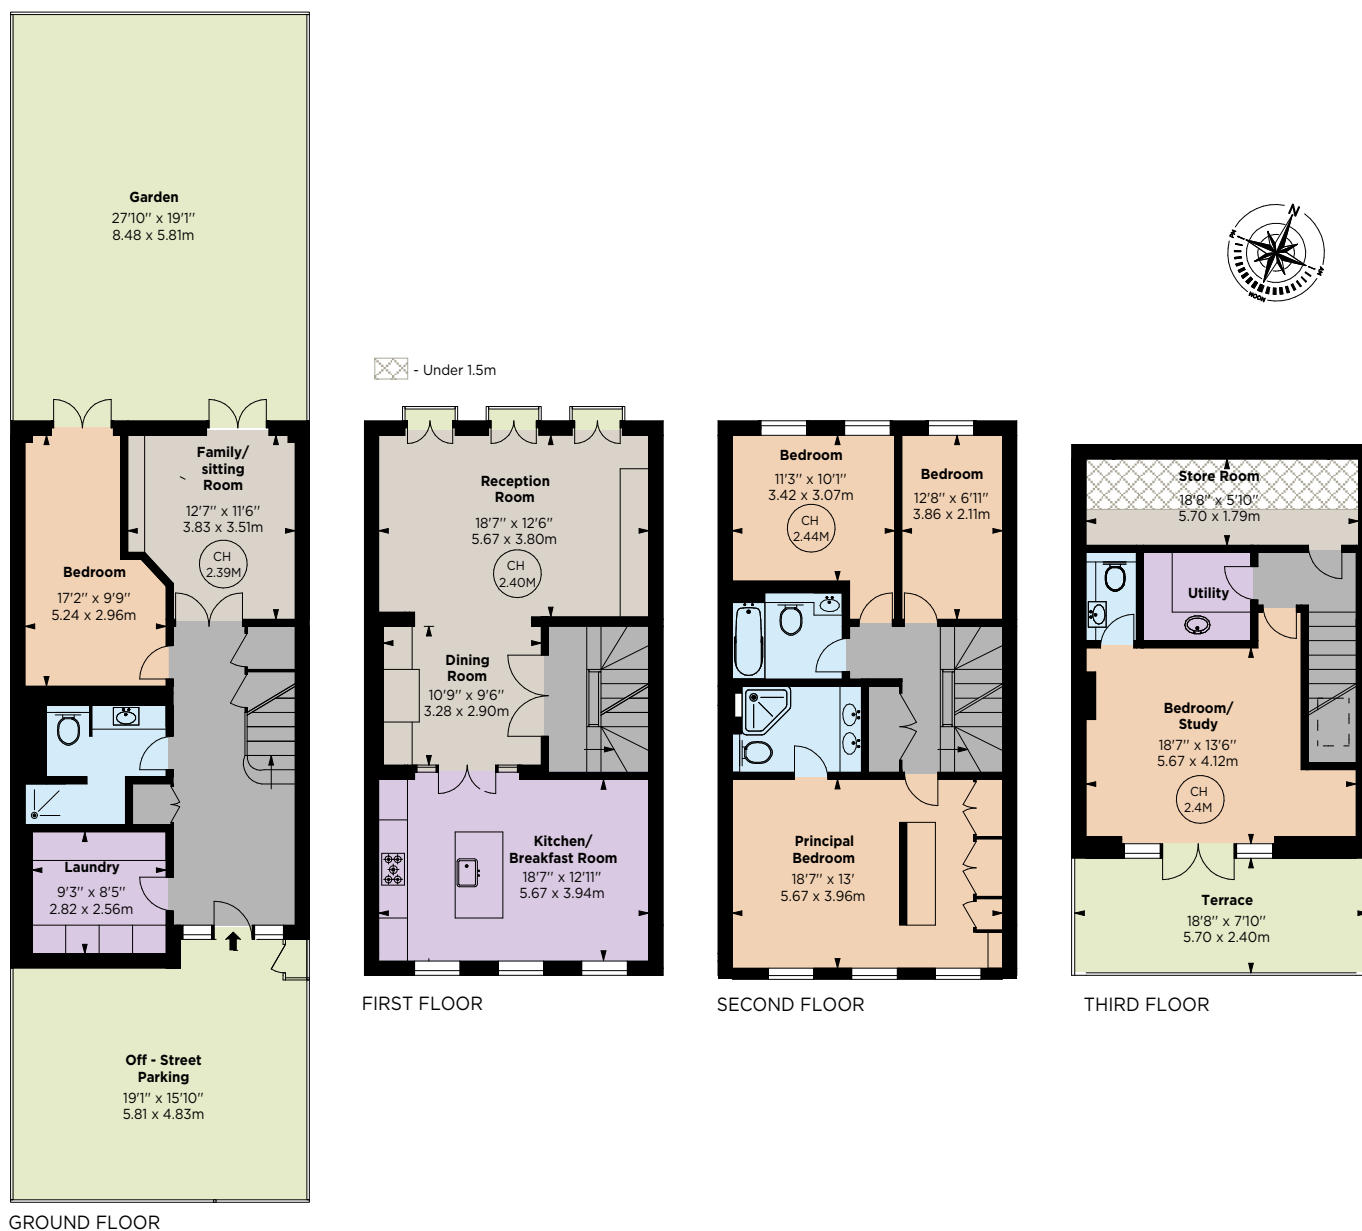 Garden
27'10'' x 19'1''
8.48 x 5.81m
N
PM
AM
NOON
- Under 1.5m
Family/
sitting
Room
12'7'' x 11'6''
3.83 x 3.51m
CH
2.39M
Bedroom
17'2'' x 9'9''
5.24 x 2.96m
Laundry
9'3'' x 8'5''
2.82 x 2.56m
Off - Street
Parking
19'1'' x 15'10''
5.81 x 4.83m
GROUND FLOOR
Reception
Room
18'7'' x 12'6''
5.67 x 3.80m
CH
2.40M
Dining
Room
10'9'' x 9'6''
3.28 x 2.90m
Kitchen/
Breakfast Room
18'7'' x 12'11''
5.67 x 3.94m
FIRST FLOOR
Bedroom
11'3'' x 10'1''
3.42 x 3.07m
CH
2.44M
Bedroom
12'8'' x 6'11''
3.86 x 2.11m
Principal
Bedroom
18'7'' x 13'
5.67 x 3.96m
SECOND FLOOR
Store Room
18'8'' x 5'10''
5.70 x 1.79m
Utility
Bedroom/
Study
18'7'' x 13'6''
5.67 x 4.12m
CH
2.4M
Terrace
18'8'' x 7'10''
5.70 x 2.40m
THIRD FLOOR